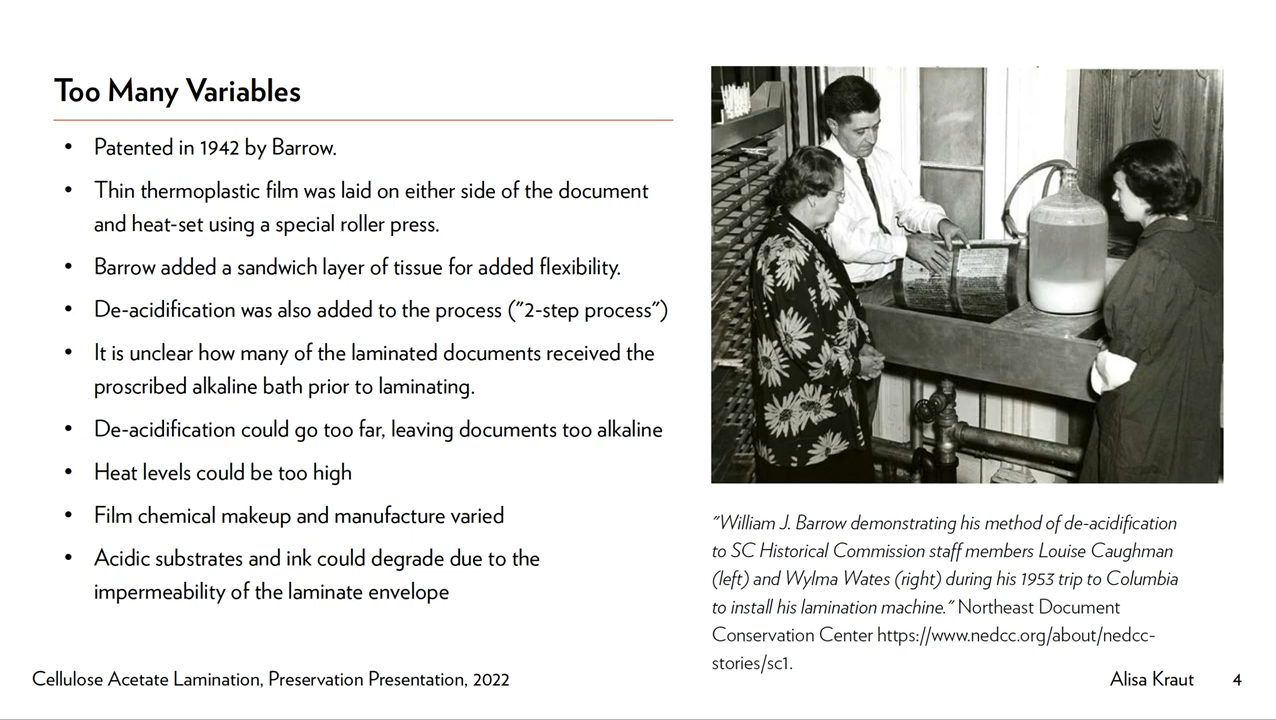 Too Many Variables
• Patented in 1942 by Barrow.
• Thin thermoplastic film was laid on either side of the document
and heat-set using a special roller press.
• Barrow added a sandwich layer of tissue for added flexibility.
• De-acidification was also added to the process ("2-step process")
• It is unclear how many of the laminated documents received the
proscribed alkaline bath prior to laminating.
• De-acidification could go too far, leaving documents too alkaline
• Heat levels could be too high
• Film chemical makeup and manufacture varied
• Acidic substrates and ink could degrade due to the
impermeability of the laminate envelope
"William J. Barrow demonstrating his method of de-acidification
to SC Historical Commission staff members Louise Caughman
(left) and Wylma Wates (right) during his 1953 trip to Columbia
to install his lamination machine." Northeast Document
Conservation Center https://www.nedcc.org/about/nedcc-
stories/sc1.
Cellulose Acetate Lamination, Preservation Presentation, 2022
Alisa Kraut
4